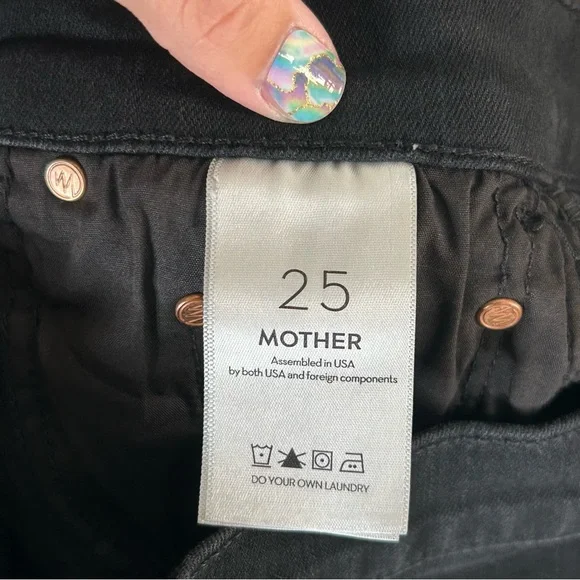 25
MOTHER
Assembled in USA
by both USA and foreign components
DO YOUR OWN LAUNDRY